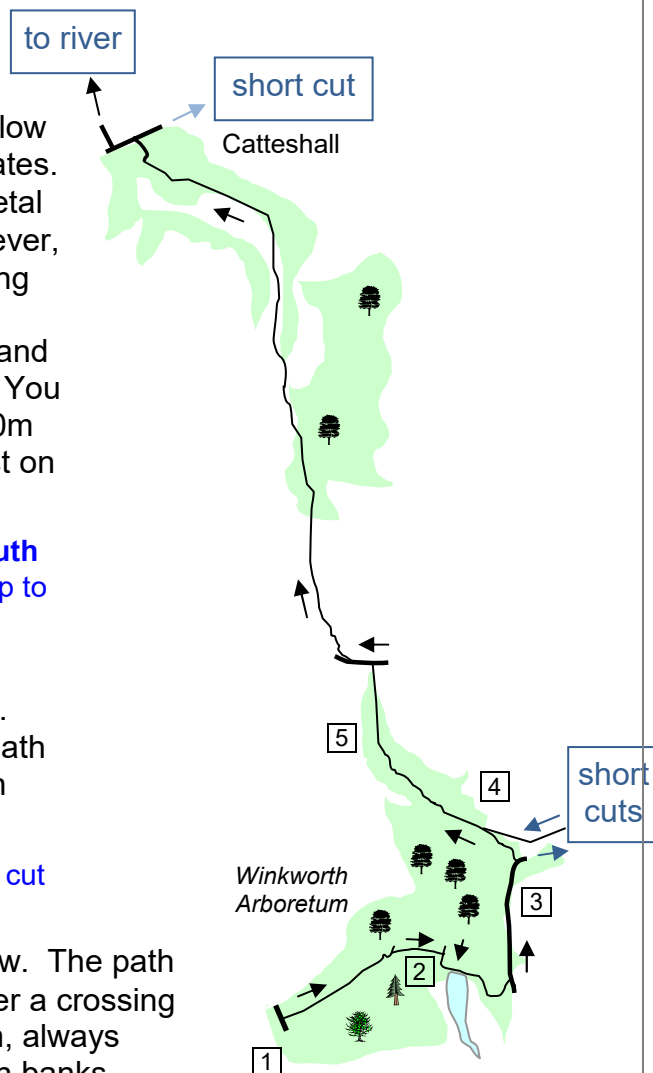 to river
short cut
Catteshall
low
ates.
etal
ever,
ng
and
You
0m
t on
uth
p to
.
ath
n
cut
w. The path
er a crossing
n, always
n banks
5
4
short
cuts
Winkworth
Arboretum
3
2
1